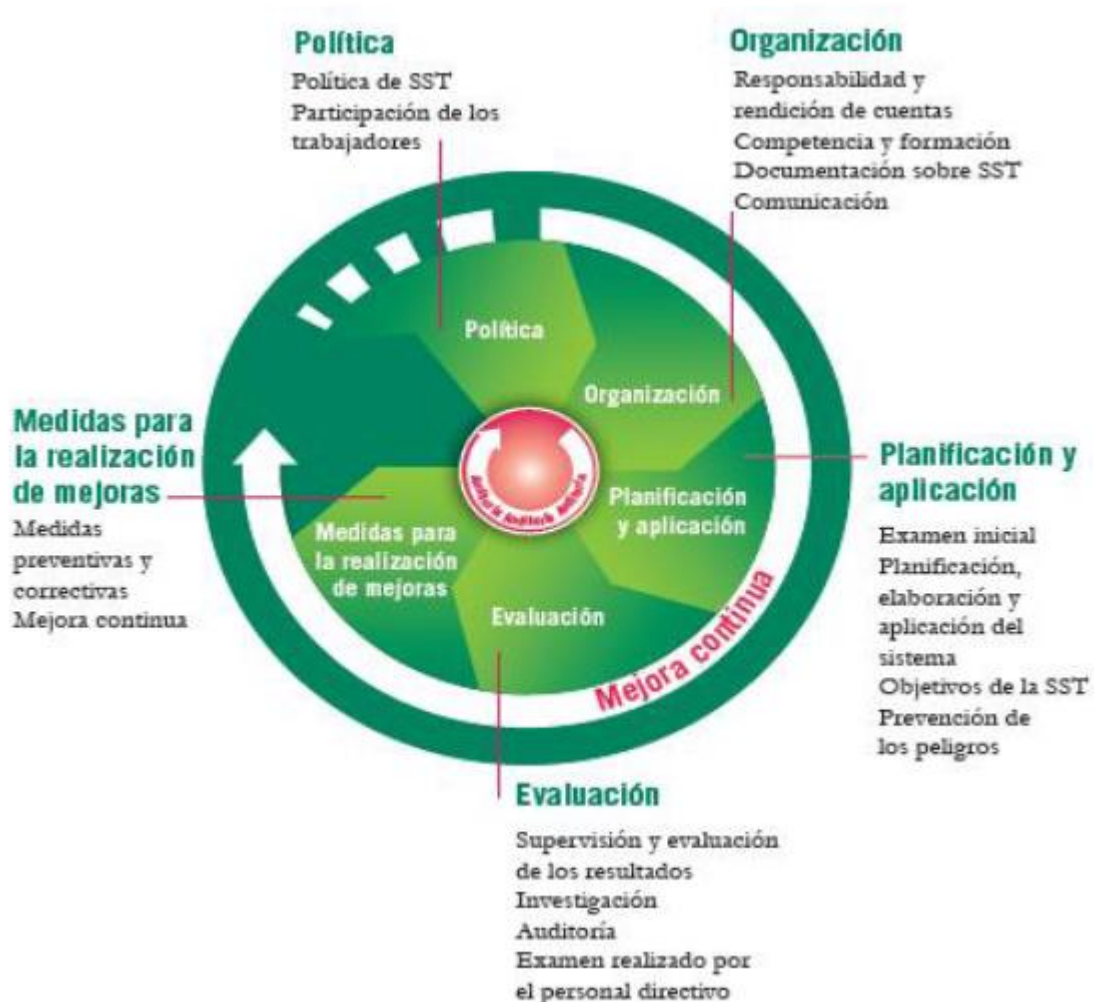 Política
Política de SST
Participación de los
trabajadores
Organización
Responsabilidad y
rendición de cuentas
Competencia y formación
Documentación sobre SST
Comunicación
Política
Organización
Planificación
y aplicación
Evaluación
Medidas para
la realización
de mejoras
Auditoría Auditoría Auditoría
Mejora continua
Medidas para
la realización
de mejoras
Medidas
preventivas y
correctivas
Mejora continua
Planificación y
aplicación
Examen inicial
Planificación,
elaboración y
aplicación del
sistema
Objetivos de la SST
Prevención de
los peligros
Evaluación
Supervisión y evaluación
de los resultados
Investigación
Auditoría
Examen realizado por
el personal directivo